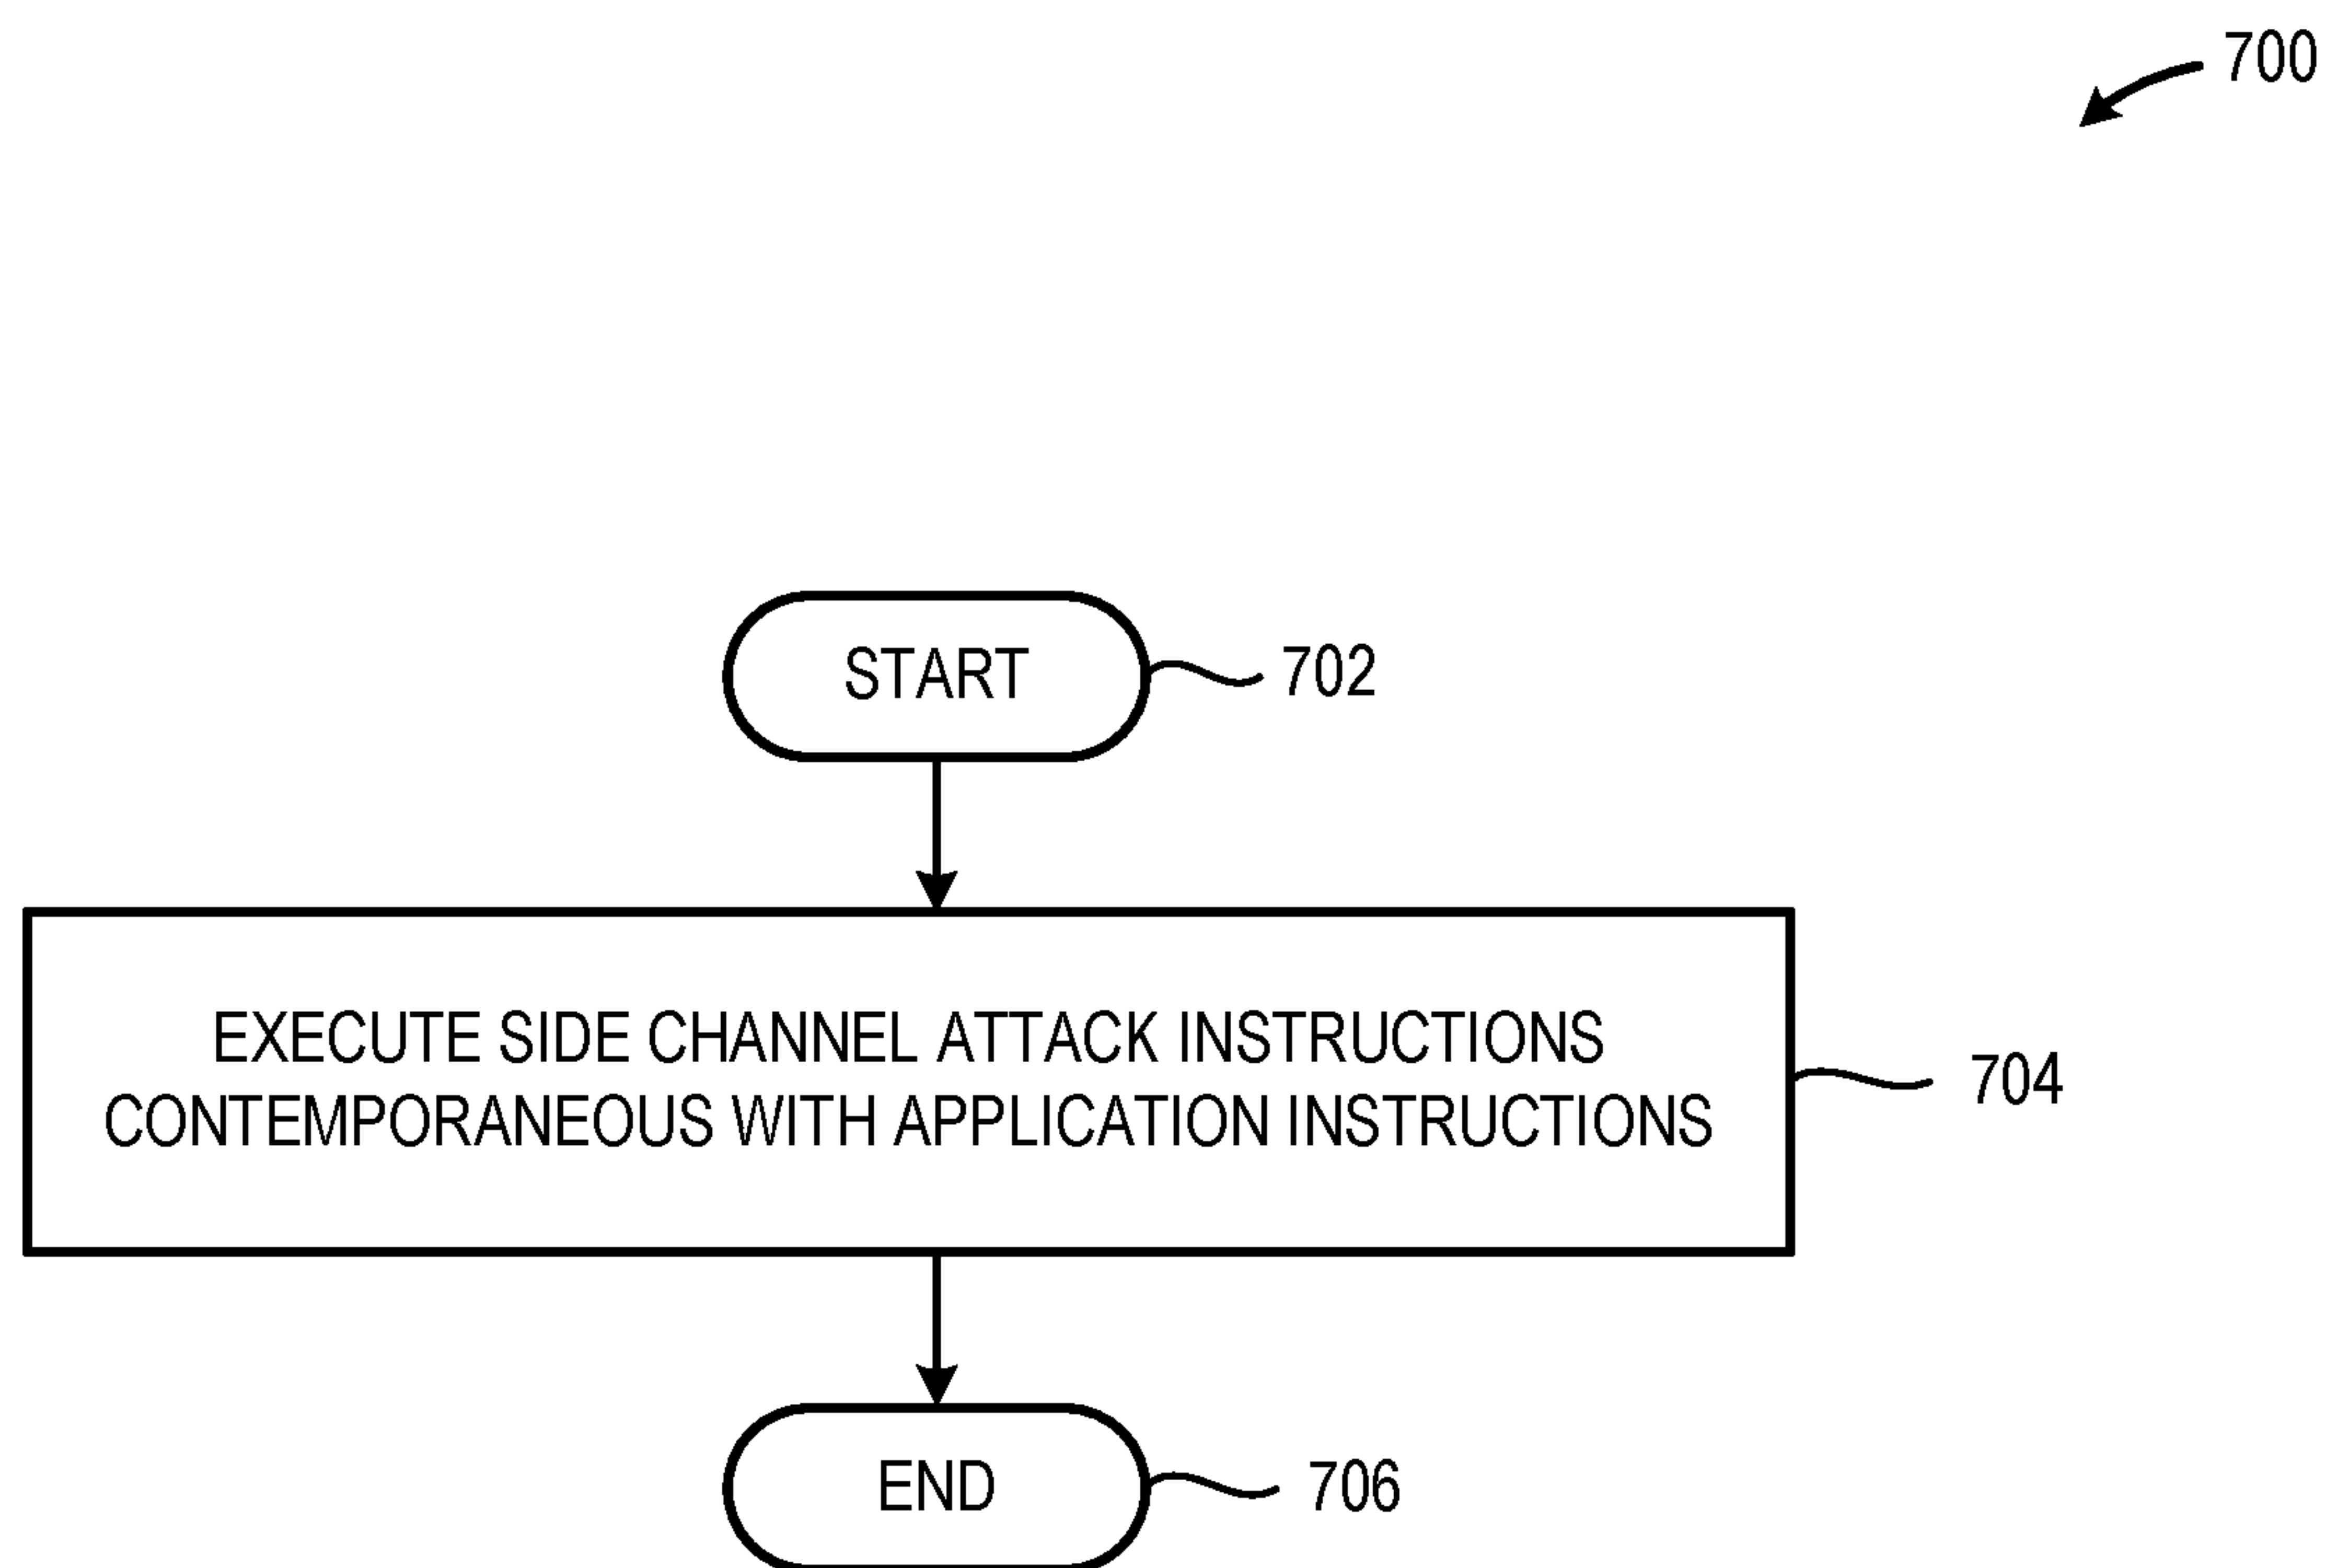 700
START
702
EXECUTE SIDE CHANNEL ATTACK INSTRUCTIONS
CONTEMPORANEOUS WITH APPLICATION INSTRUCTIONS
704
END
706